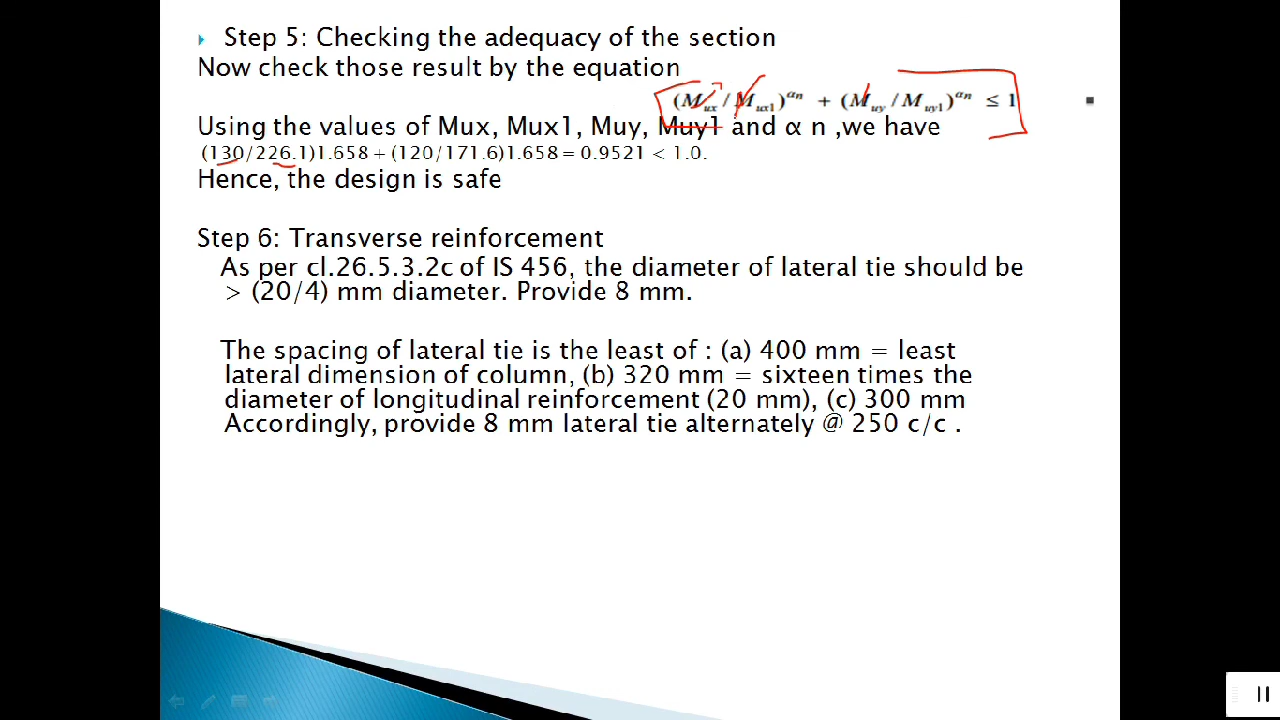 Step 5: Checking the adequacy of the section
Now check those result by the equation
(Mux/Mux1)^αn + (Muy/Muy1)^αn ≤ 1
Using the values of Mux, Mux1, Muy, Muy1 and α n ,we have
(130/226.1)1.658 + (120/171.6)1.658 = 0.9521 < 1.0.
Hence, the design is safe
Step 6: Transverse reinforcement
As per cl.26.5.3.2c of IS 456, the diameter of lateral tie should be
> (20/4) mm diameter. Provide 8 mm.
The spacing of lateral tie is the least of : (a) 400 mm = least
lateral dimension of column, (b) 320 mm = sixteen times the
diameter of longitudinal reinforcement (20 mm), (c) 300 mm
Accordingly, provide 8 mm lateral tie alternately @ 250 c/c .